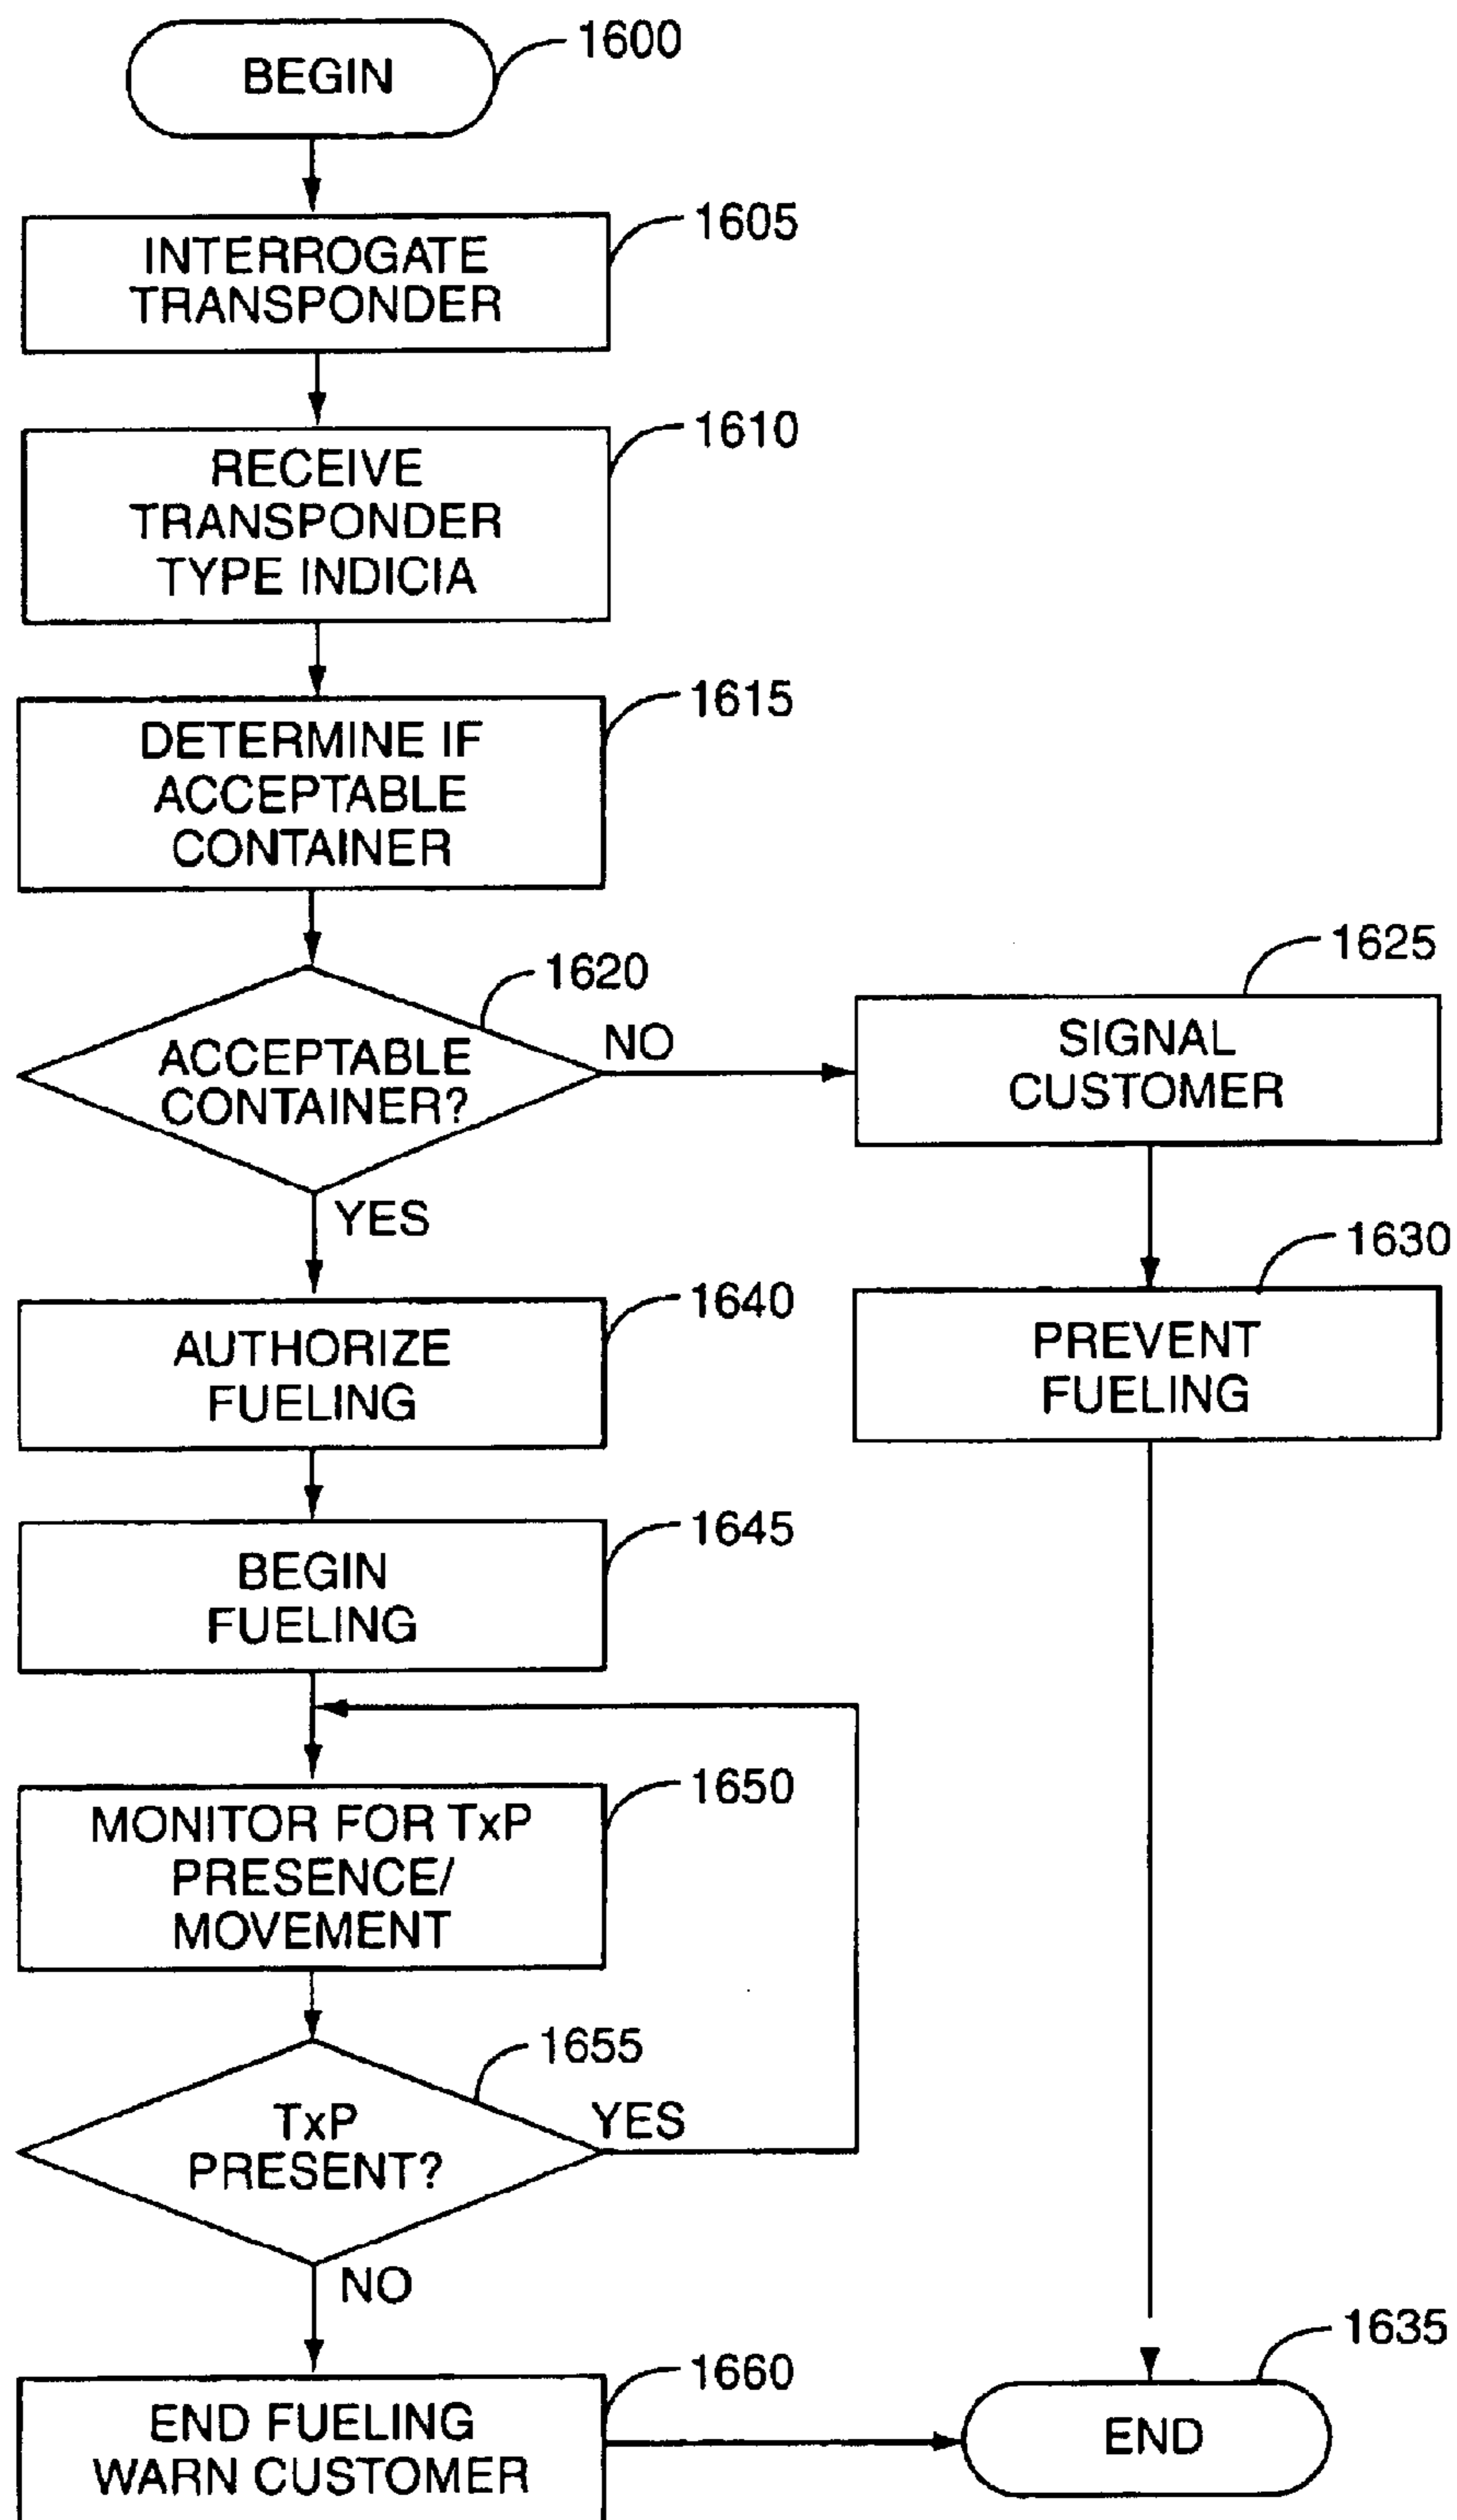 BEGIN
1600
INTERROGATE
TRANSPONDER
1605
RECEIVE
TRANSPONDER
TYPE INDICIA
1610
DETERMINE IF
ACCEPTABLE
CONTAINER
1615
ACCEPTABLE
CONTAINER?
1620
NO
YES
SIGNAL
CUSTOMER
1625
PREVENT
FUELING
1630
AUTHORIZE
FUELING
1640
BEGIN
FUELING
1645
MONITOR FOR TxP
PRESENCE/
MOVEMENT
1650
TxP
PRESENT?
1655
YES
NO
END FUELING
WARN CUSTOMER
1660
END
1635